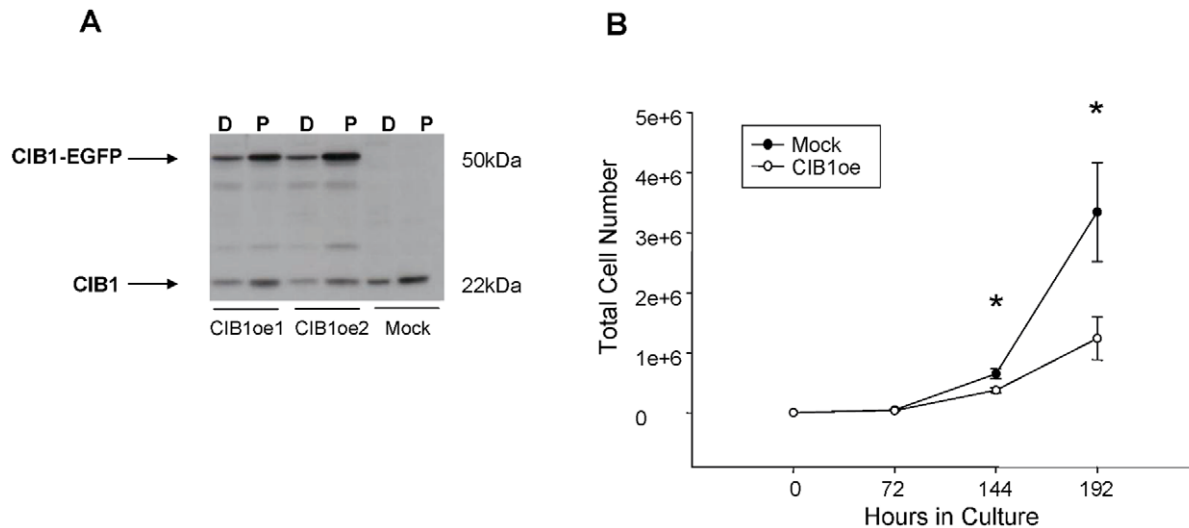 A
D P D P D P
CIB1-EGFP
50kDa
CIB1
22kDa
CIB1oe1 CIB1oe2 Mock
B
*
*
Mock
CIB1oe
Total Cell Number
5e+6
4e+6
3e+6
2e+6
1e+6
0
0 72 144 192
Hours in Culture